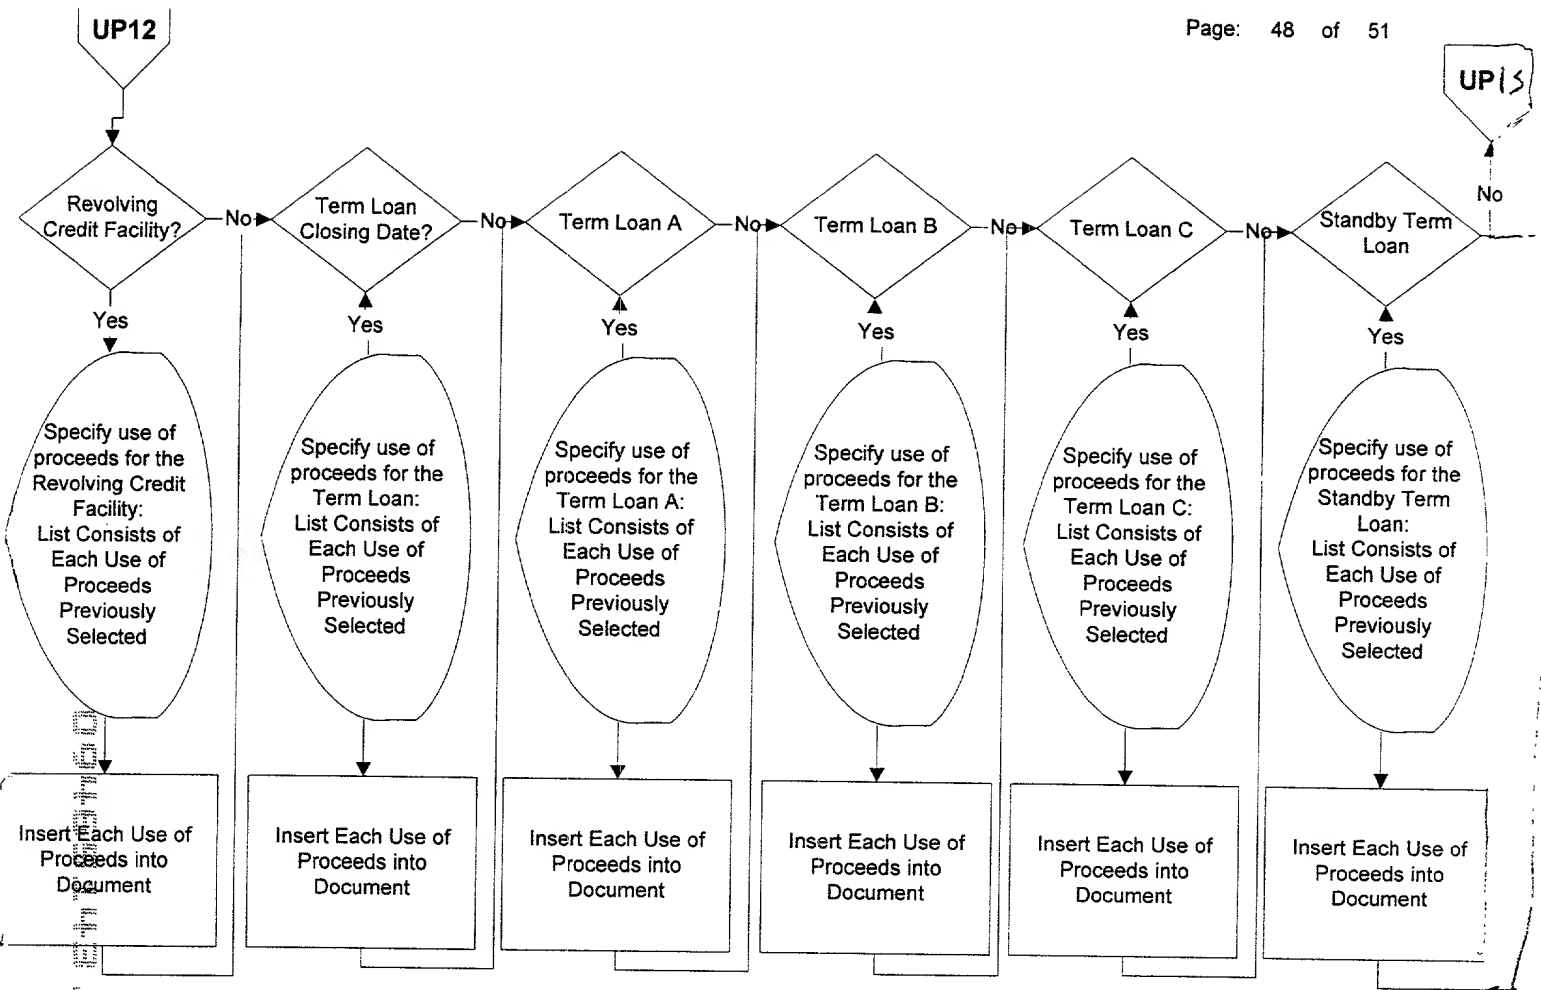 UP12
Page: 48 of 51
UP15
Revolving
Credit Facility?
No
Term Loan
Closing Date?
No
Term Loan A
No
Term Loan B
No
Term Loan C
No
Standby Term
Loan
No
Yes
Yes
Yes
Yes
Yes
Yes
Specify use of
proceeds for the
Revolving Credit
Facility:
List Consists of
Each Use of
Proceeds
Previously
Selected
Specify use of
proceeds for the
Term Loan:
List Consists of
Each Use of
Proceeds
Previously
Selected
Specify use of
proceeds for the
Term Loan A:
List Consists of
Each Use of
Proceeds
Previously
Selected
Specify use of
proceeds for the
Term Loan B:
List Consists of
Each Use of
Proceeds
Previously
Selected
Specify use of
proceeds for the
Term Loan C:
List Consists of
Each Use of
Proceeds
Previously
Selected
Specify use of
proceeds for the
Standby Term
Loan:
List Consists of
Each Use of
Proceeds
Previously
Selected
Insert Each Use of
Proceeds into
Document
Insert Each Use of
Proceeds into
Document
Insert Each Use of
Proceeds into
Document
Insert Each Use of
Proceeds into
Document
Insert Each Use of
Proceeds into
Document
Insert Each Use of
Proceeds into
Document